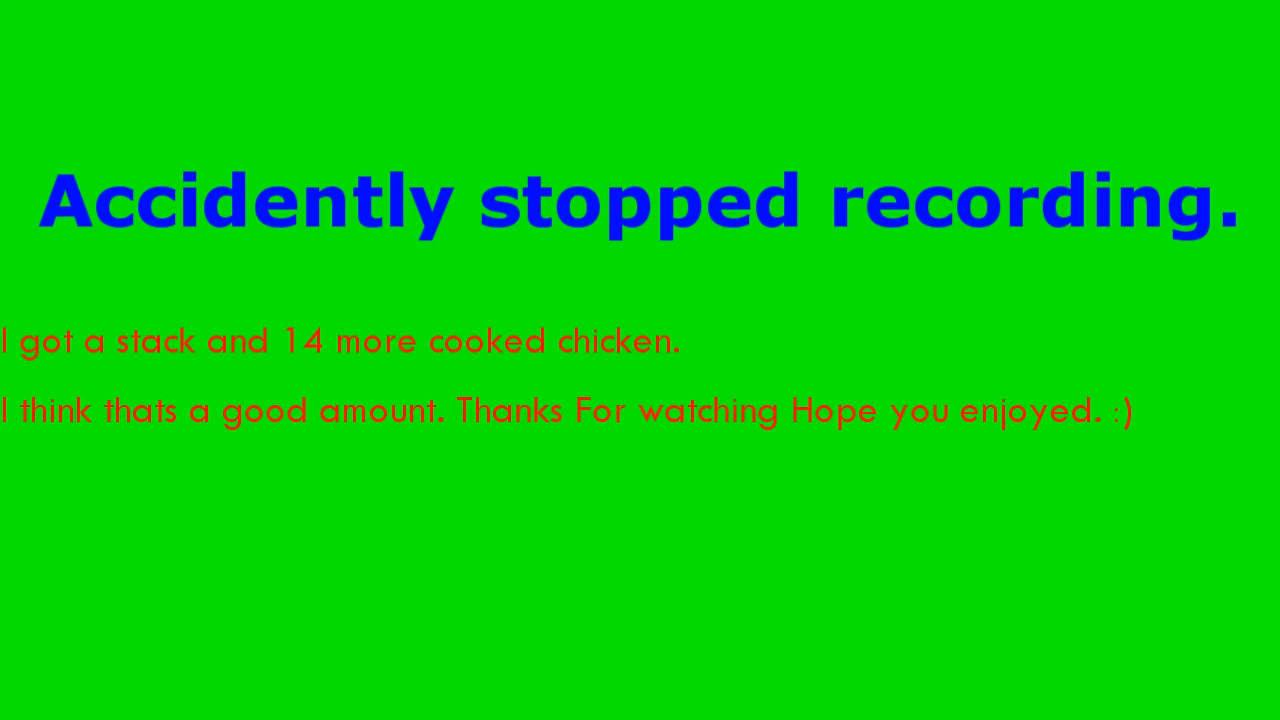 Accidently stopped recording.
I got a stack and 14 more cooked chicken.
I think thats a good amount. Thanks For watching Hope you enjoyed. :)